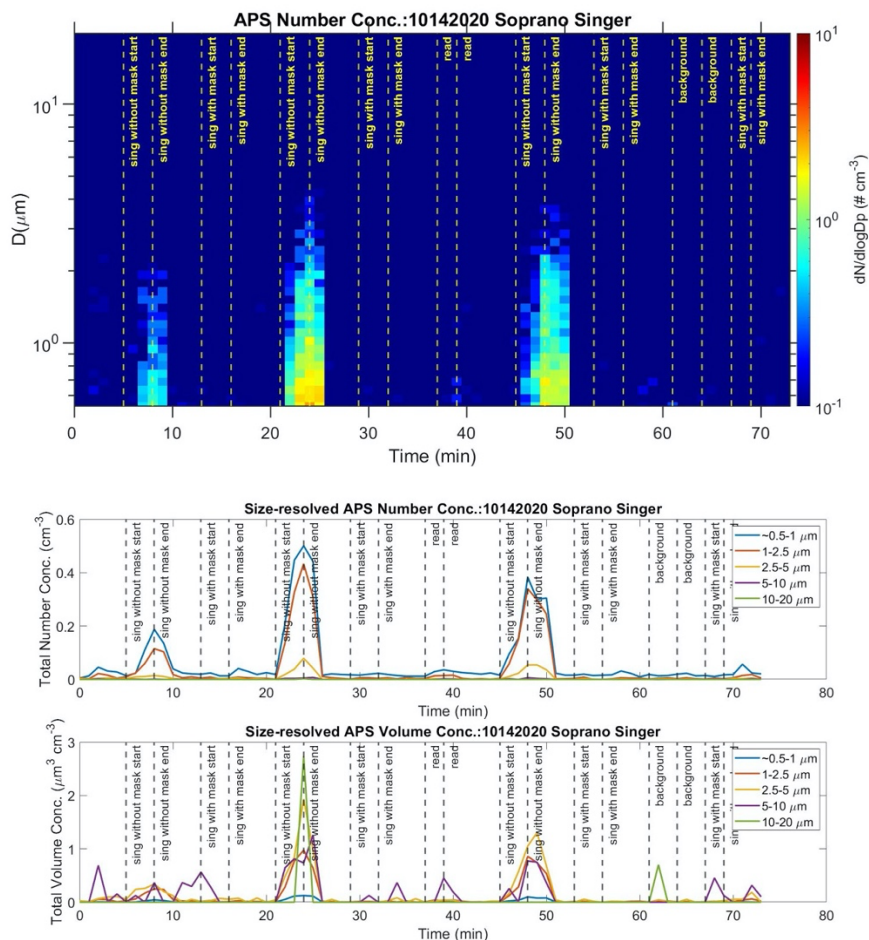 APS Number Conc.:10142020 Soprano Singer
sing without mask start
sing without mask end
sing with mask start
sing with mask end
sing without mask start
sing without mask end
sing with mask start
sing with mask end
read
read
sing without mask start
sing without mask end
sing with mask start
sing with mask end
background
background
sing with mask start
sing with mask end
10¹
10⁰
D(μm)
0 10 20 30 40 50 60 70
Time (min)
10¹
10⁰
10⁻¹
dN/dlogDp (# cm⁻³)
Size-resolved APS Number Conc.:10142020 Soprano Singer
0.6
0.4
0.2
0
Total Number Conc. (cm⁻³)
sing without mask start
sing without mask end
sing with mask start
sing with mask end
sing without mask start
sing without mask end
sing with mask start
sing with mask end
read
read
sing without mask start
sing without mask end
sing with mask start
sing with mask end
background
background
sing with mask start
~0.5-1 μm
1-2.5 μm
2.5-5 μm
5-10 μm
10-20 μm
0 10 20 30 40 50 60 70 80
Time (min)
Size-resolved APS Volume Conc.:10142020 Soprano Singer
3
2
1
0
Total Volume Conc. (μm³ cm⁻³)
sing without mask start
sing without mask end
sing with mask start
sing with mask end
sing without mask start
sing without mask end
sing with mask start
sing with mask end
read
read
sing without mask start
sing without mask end
sing with mask start
sing with mask end
background
background
sing with mask start
~0.5-1 μm
1-2.5 μm
2.5-5 μm
5-10 μm
10-20 μm
0 10 20 30 40 50 60 70 80
Time (min)